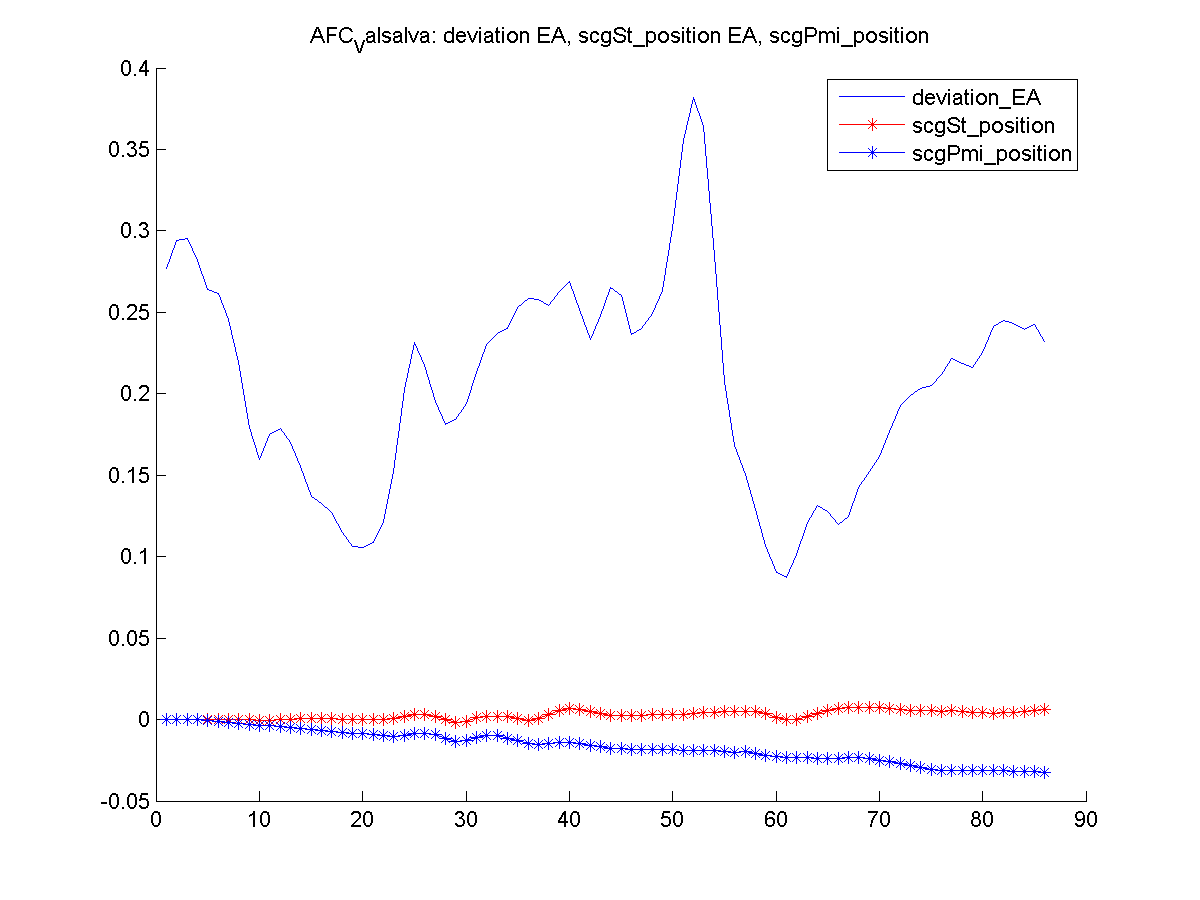 AFC_Valsalva: deviation EA, scgSt_position EA, scgPmi_position
0.4
deviation_EA
scgSt_position
scgPmi_position
0.35
0.3
0.25
0.2
0.15
0.1
0.05
0
-0.05
0 10 20 30 40 50 60 70 80 90